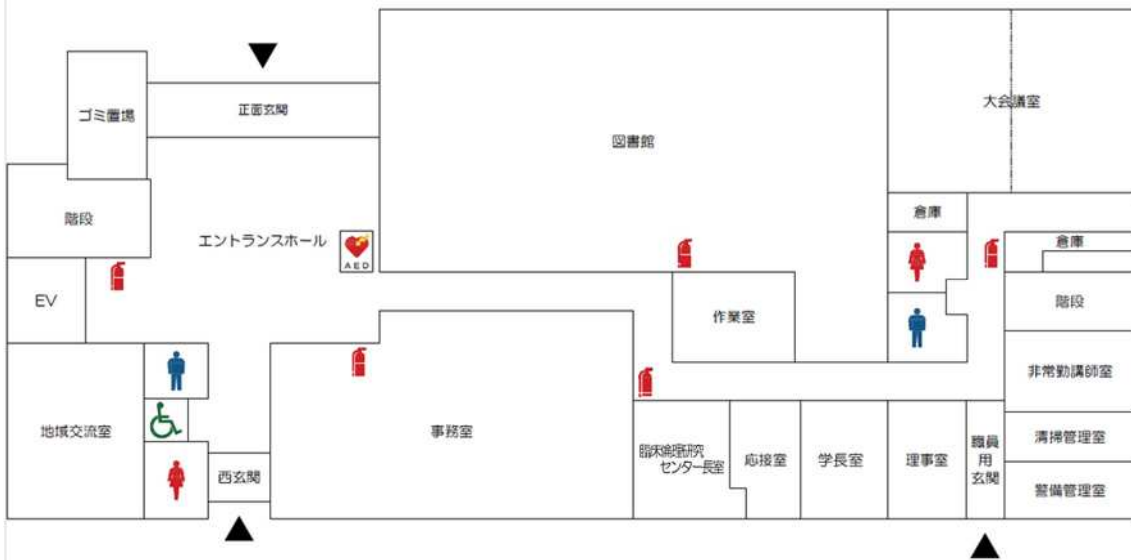 大会議室
ゴミ置場
正面玄関
図書館
階段
エントランスホール
AED
倉庫
倉庫
EV
作業室
階段
非常勤講師室
地域交流室
事務室
センター長室
応接室
学長室
理事室
職員
用
玄関
清掃管理室
西玄関
警備管理室